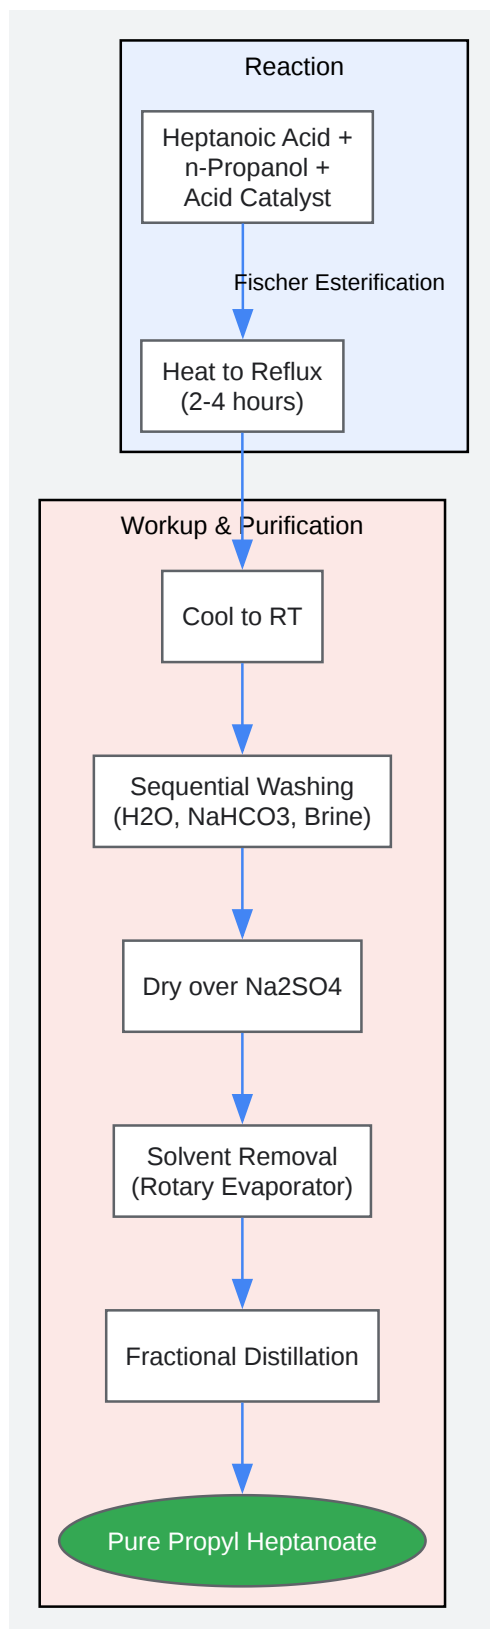 Reaction
Heptanoic Acid +
n-Propanol +
Acid Catalyst
Fischer Esterification
Heat to Reflux
(2-4 hours)
Workup & Purification
Cool to RT
Sequential Washing
(H2O, NaHCO3, Brine)
Dry over Na2SO4
Solvent Removal
(Rotary Evaporator)
Fractional Distillation
Pure Propyl Heptanoate